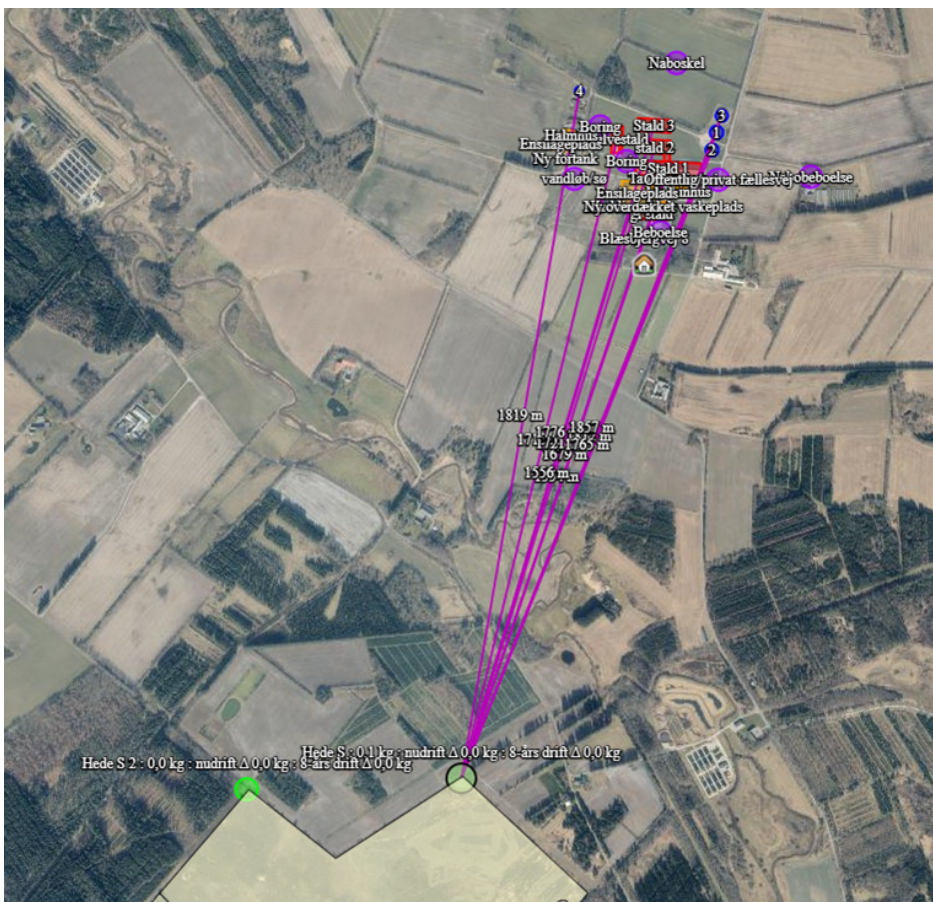 Naboskel
4
3
Boring
Stald 3
1
Halmhus
Ensilageplads
stald 2
2
Ny fortank
Boring
Stald 1
vandløb/sø
Offentlig/privat fællesvej
Ensilageplads
Ny overdækket vaskeplads
Beboelse
Blæsbjergvej 8
1819 m
1857 m
1776
1765 m
1679 m
1556 m
Hede S : 0,1 kg : nudrift Δ 0,0 kg : 8-års drift Δ 0,0 kg
Hede S 2 : 0,0 kg : nudrift Δ 0,0 kg : 8-års drift Δ 0,0 kg